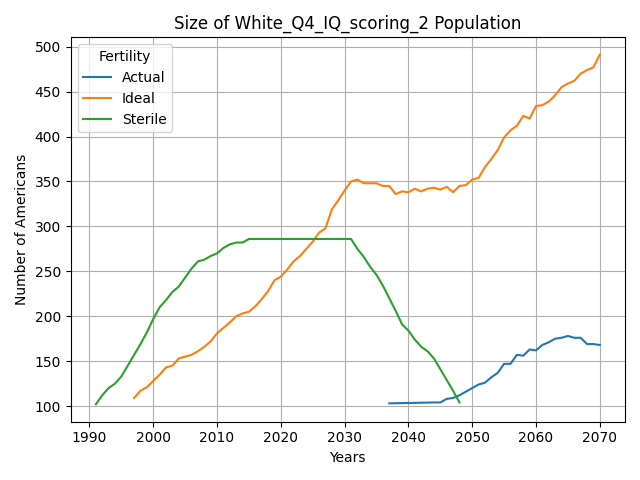 Size of White_Q4_IQ_scoring_2 Population
Number of Americans
500
450
400
350
300
250
200
150
100
Fertility
Actual
Ideal
Sterile
1990 2000 2010 2020 2030 2040 2050 2060 2070
Years